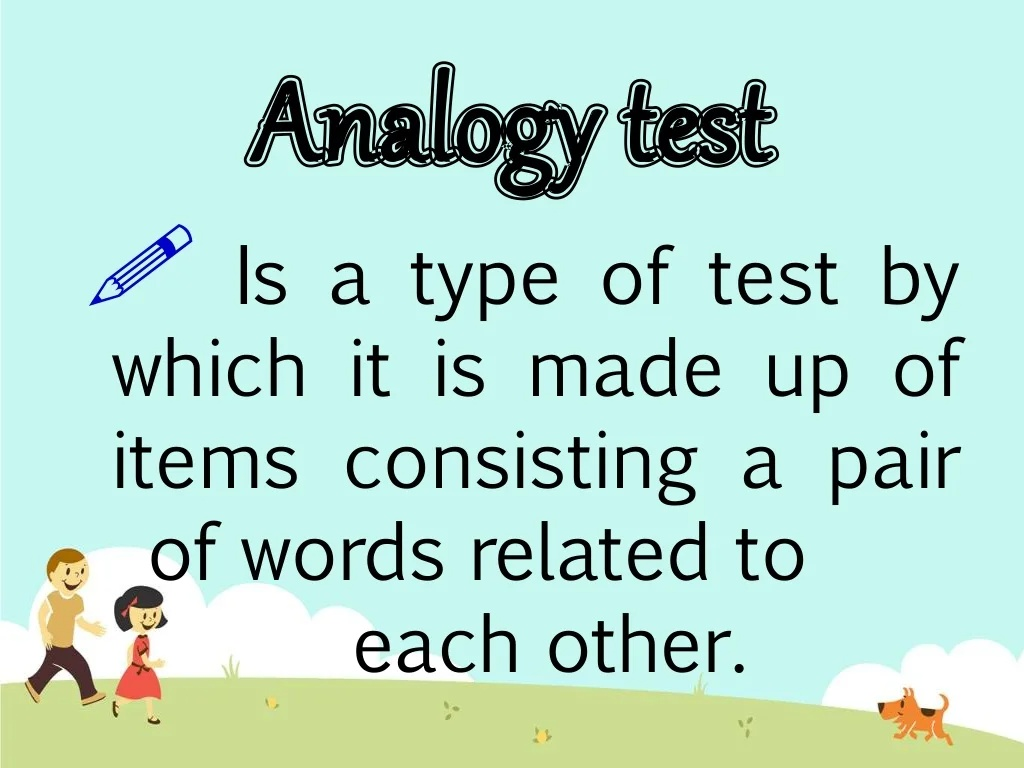 Analogy test
Is a type of test by
which it is made up of
items consisting a pair
of words related to
each other.